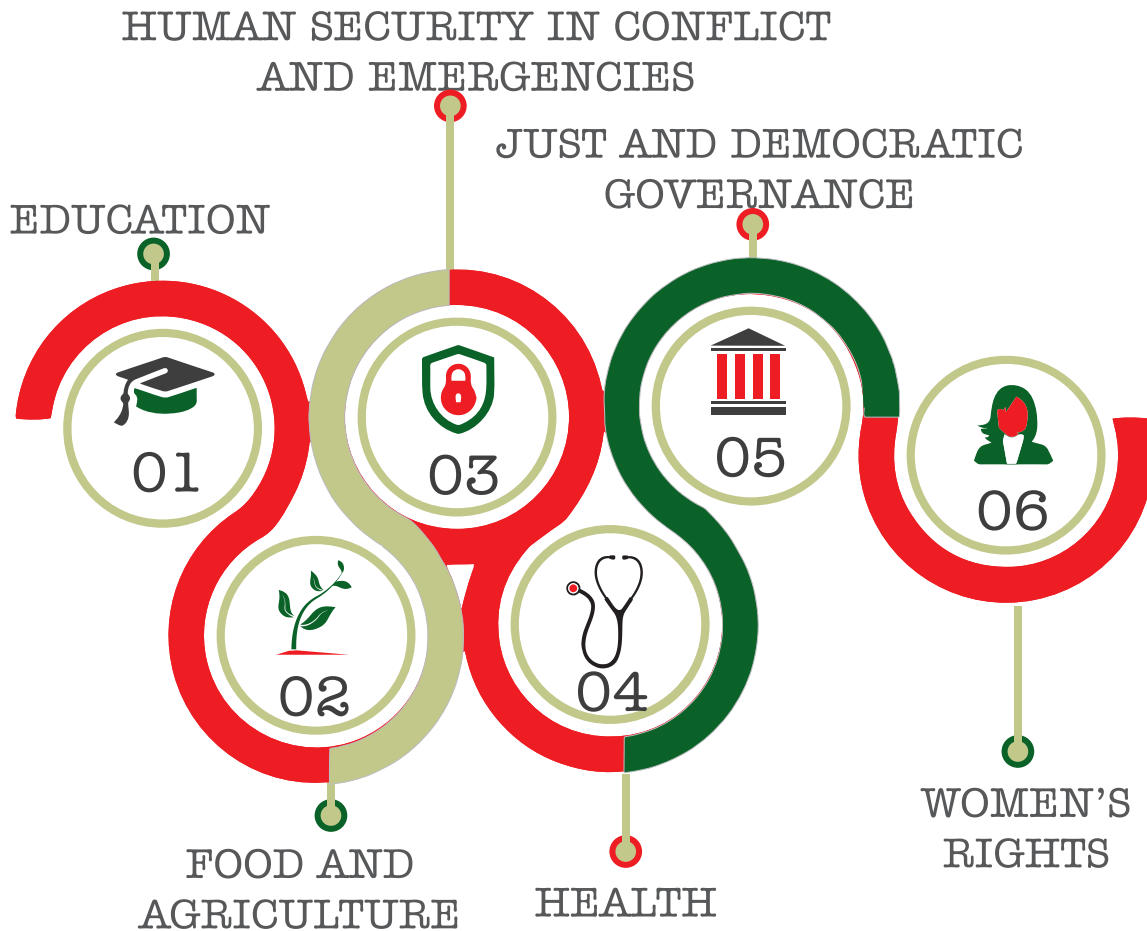 HUMAN SECURITY IN CONFLICT
AND EMERGENCIES
JUST AND DEMOCRATIC
GOVERNANCE
EDUCATION
01
03
05
06
02
04
WOMEN'S
RIGHTS
FOOD AND
AGRICULTURE
HEALTH